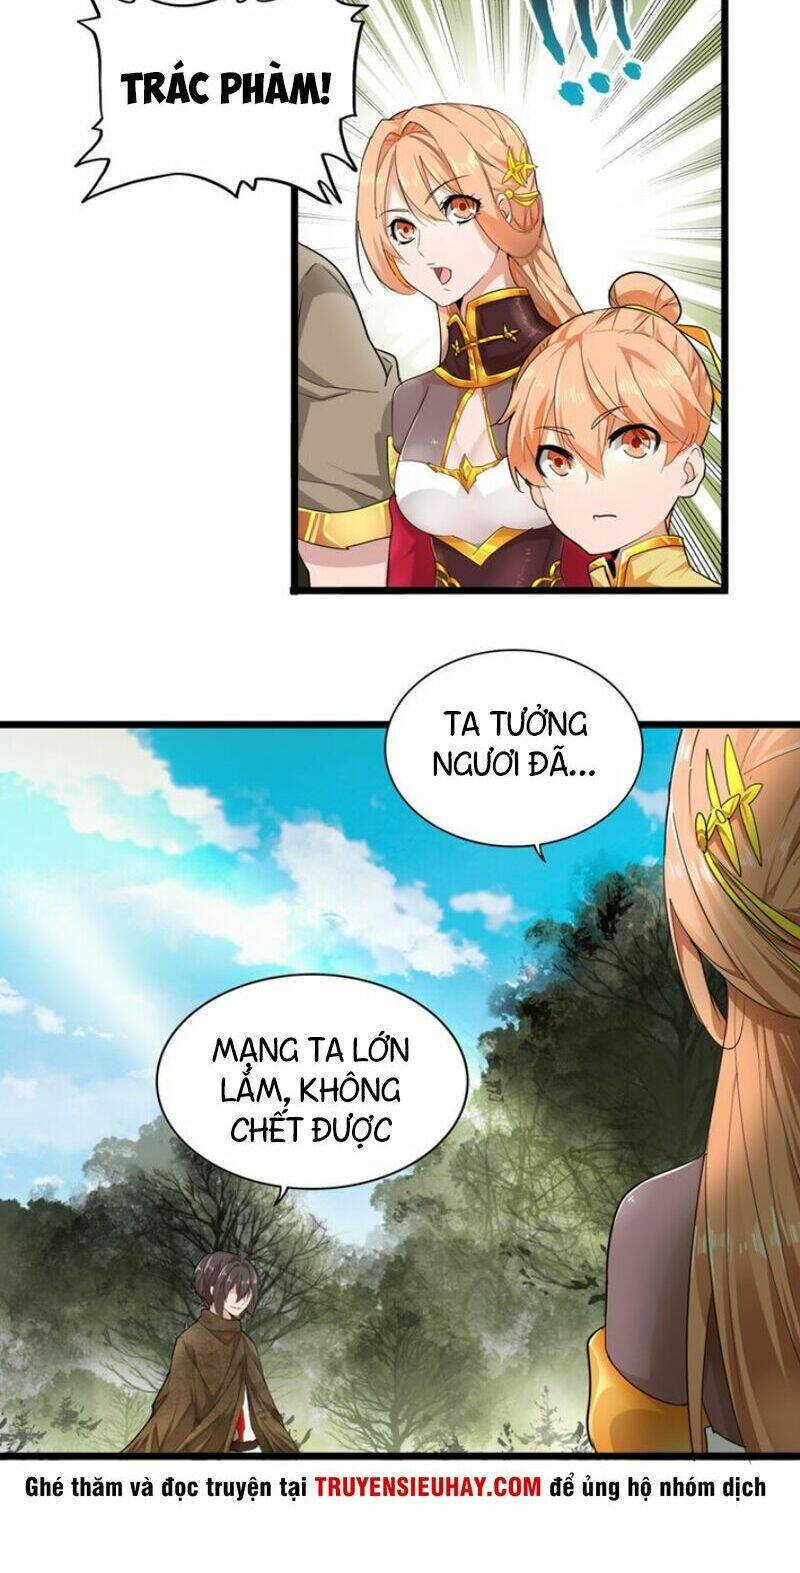 TRÁC PHÀM!
!!!...
TA TƯỞNG
NGƯƠI ĐÃ...
MẠNG TA LỚN
LẮM, KHÔNG
CHẾT ĐƯỢC
Ghé thăm và đọc truyện tại TRUYENSIEUHAY.COM để ủng hộ nhóm dịch